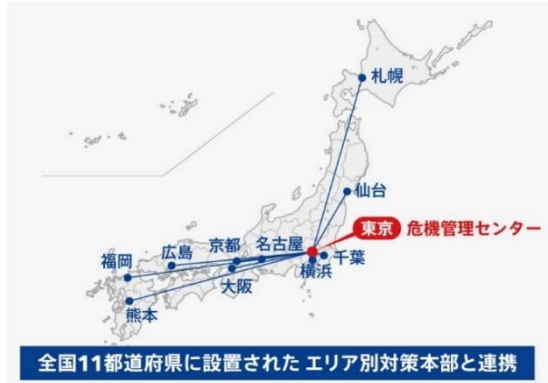 札幌
仙台
東京 危機管理センター
名古屋
京都
広島
福岡
千葉
横浜
大阪
熊本
全国11都道府県に設置された エリア別対策本部と連携